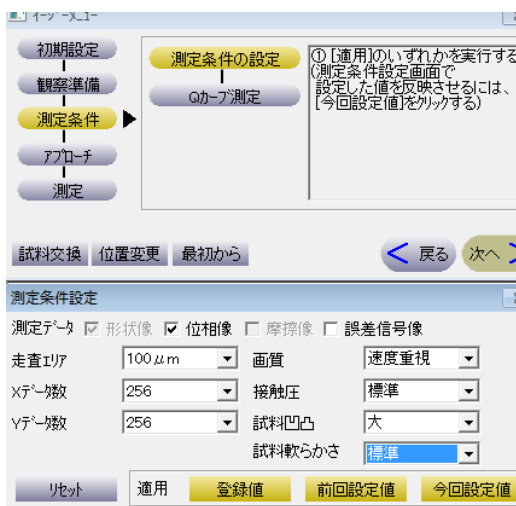 イージーメニュー
初期設定
観察準備
測定条件
アプローチ
測定
測定条件の設定
Qカーブ測定
① [適用]のいずれかを実行する
(測定条件設定画面で
設定した値を反映させるには、
[今回設定値]をクリックする)
試料交換 位置変更 最初から < 戻る 次へ >
測定条件設定
測定データ 形状像 位相像 摩擦像 誤差信号像
走査エリア 100μm 画質 速度重視
Xデータ数 256 接触圧 標準
Yデータ数 256 試料凹凸 大
試料軟らかさ 標準
リセット 適用 登録値 前回設定値 今回設定値